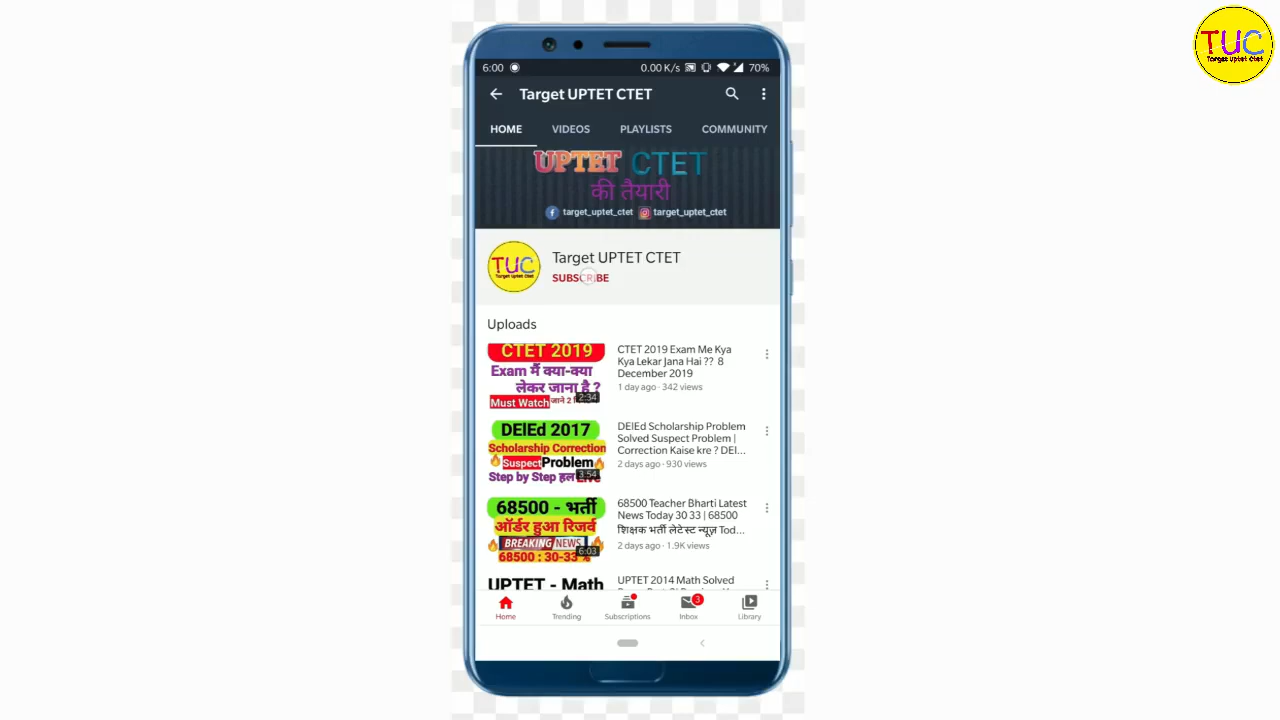 TUC
Target Uptet Ctet
6:00
0.00 K/s
70%
Target UPTET CTET
HOME VIDEOS PLAYLISTS COMMUNITY
UPTET CTET
की तैयारी
target_uptet_ctet target_uptet_ctet
TUC
Target Uptet Ctet
Target UPTET CTET
SUBSCRIBE
Uploads
CTET 2019
Exam मैं क्या-क्या
लेकर जाना है ?
Must Watch
2:34
CTET 2019 Exam Me Kya
Kya Lekar Jana Hai ?? 8
December 2019
1 day ago · 342 views
DElEd 2017
Scholarship Correction
Suspect Problem
Step by Step हल
3:54
DElEd Scholarship Problem
Solved Suspect Problem |
Correction Kaise kre ? DEl...
2 days ago · 930 views
68500 - भर्ती
ऑर्डर हुआ रिजर्व
BREAKING NEWS
68500 : 30-33 %
6:03
68500 Teacher Bharti Latest
News Today 30 33 | 68500
शिक्षक भर्ती लेटेस्ट न्यूज़ Tod...
2 days ago · 1.9K views
UPTET - Math
UPTET 2014 Math Solved
Home Trending Subscriptions Inbox Library
3